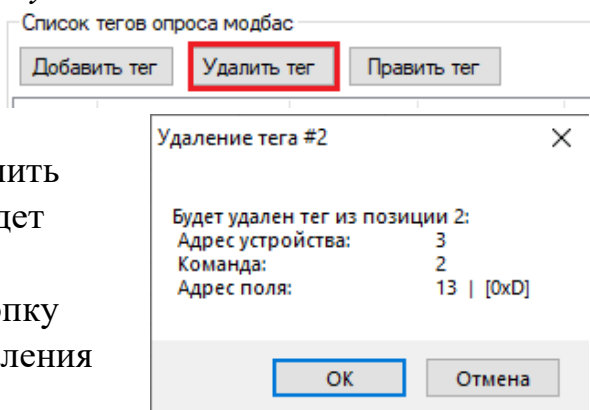 Список тегов опроса модбас
Добавить тег Удалить тег Править тег
Удаление тега #2
Будет удален тег из позиции 2:
Адрес устройства: 3
Команда: 2
Адрес поля: 13 | [0xD]
OK Отмена